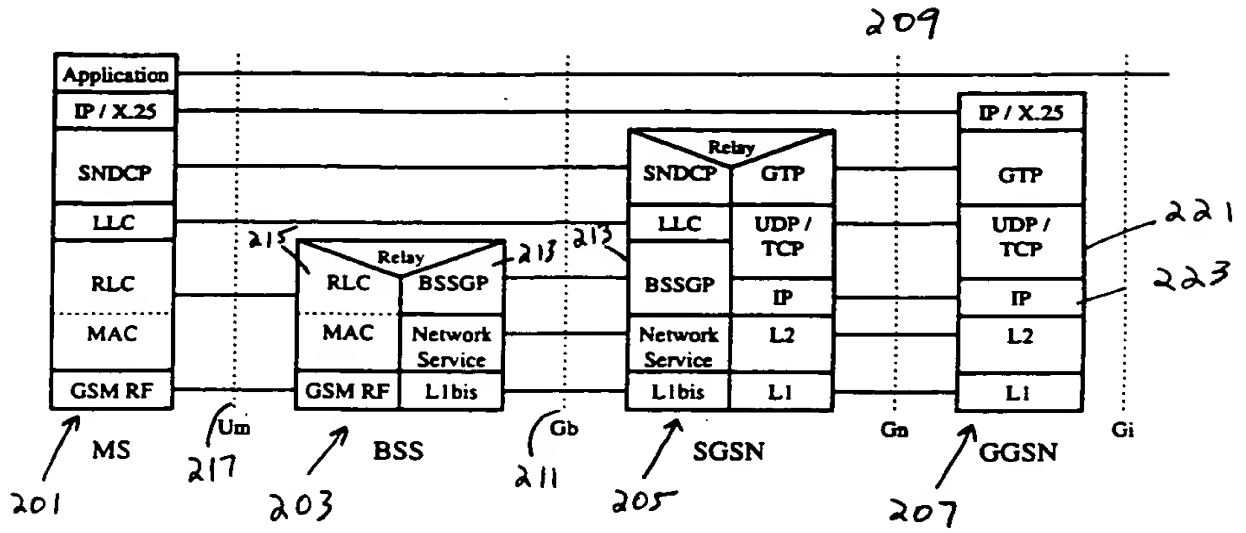 209
Application
IP / X.25
IP / X.25
Relay
SNDCP
SNDCP
GTP
GTP
LLC
LLC
UDP /
TCP
UDP /
TCP
221
215
Relay
213
213
RLC
RLC
BSSGP
BSSGP
IP
IP
223
MAC
MAC
Network
Service
Network
Service
L2
L2
GSM RF
GSM RF
L1bis
L1bis
L1
L1
Um
Gb
Gn
Gi
MS
BSS
SGSN
GGSN
201
217
203
211
205
207